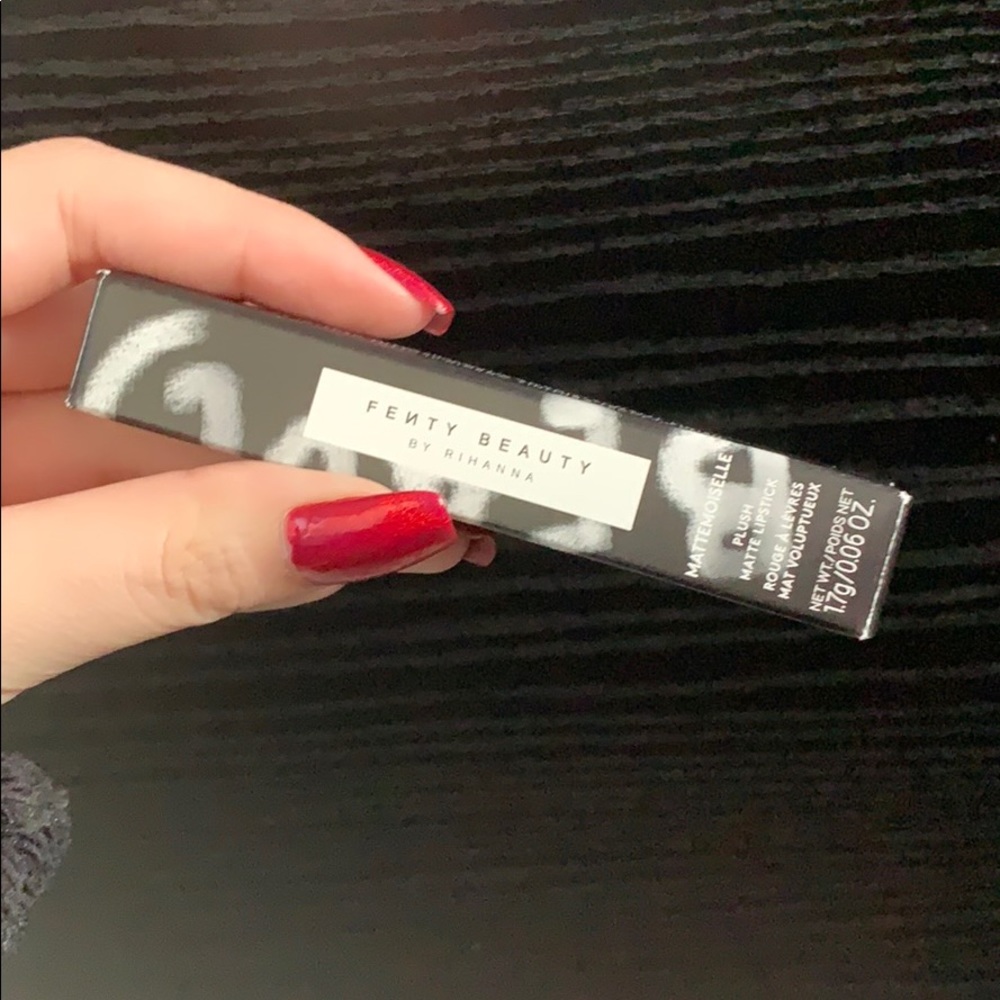 FEИTY BEAUTY
BY RIHANNA
MATTEMOISELLE
PLUSH
MATTE LIPSTICK
ROUGE À LÈVRES
MAT VOLUPTUEUX
NET WT./POIDS NET
1.7g/0.06 OZ.